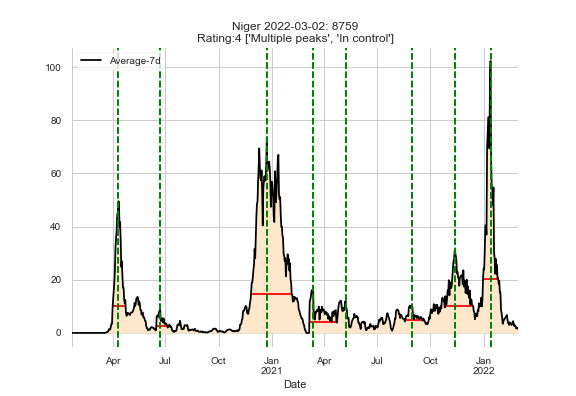 Niger 2022-03-02: 8759
Rating:4 ['Multiple peaks', 'In control']
Average-7d
100
80
60
40
20
0
Apr Jul Oct Jan Apr Jul Oct Jan
2021 2022
Date